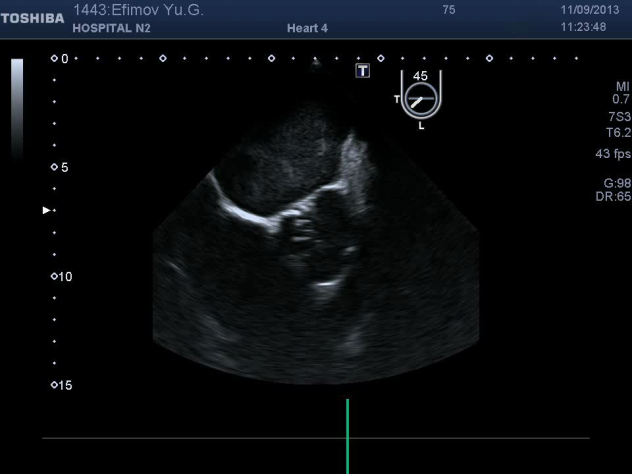 TOSHIBA 1443:Efimov Yu.G. 75 11/09/2013
HOSPITAL N2 Heart 4 11:23:48
0
T
45
T
L
MI
0.7
7S3
T6.2
43 fps
G:98
DR:65
5
10
15